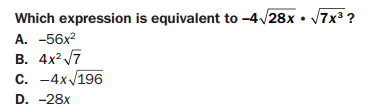 Which expression is equivalent to –4√28x • √7x³ ?
A. –56x²
B. 4x²√7
C. –4x√196
D. –28x